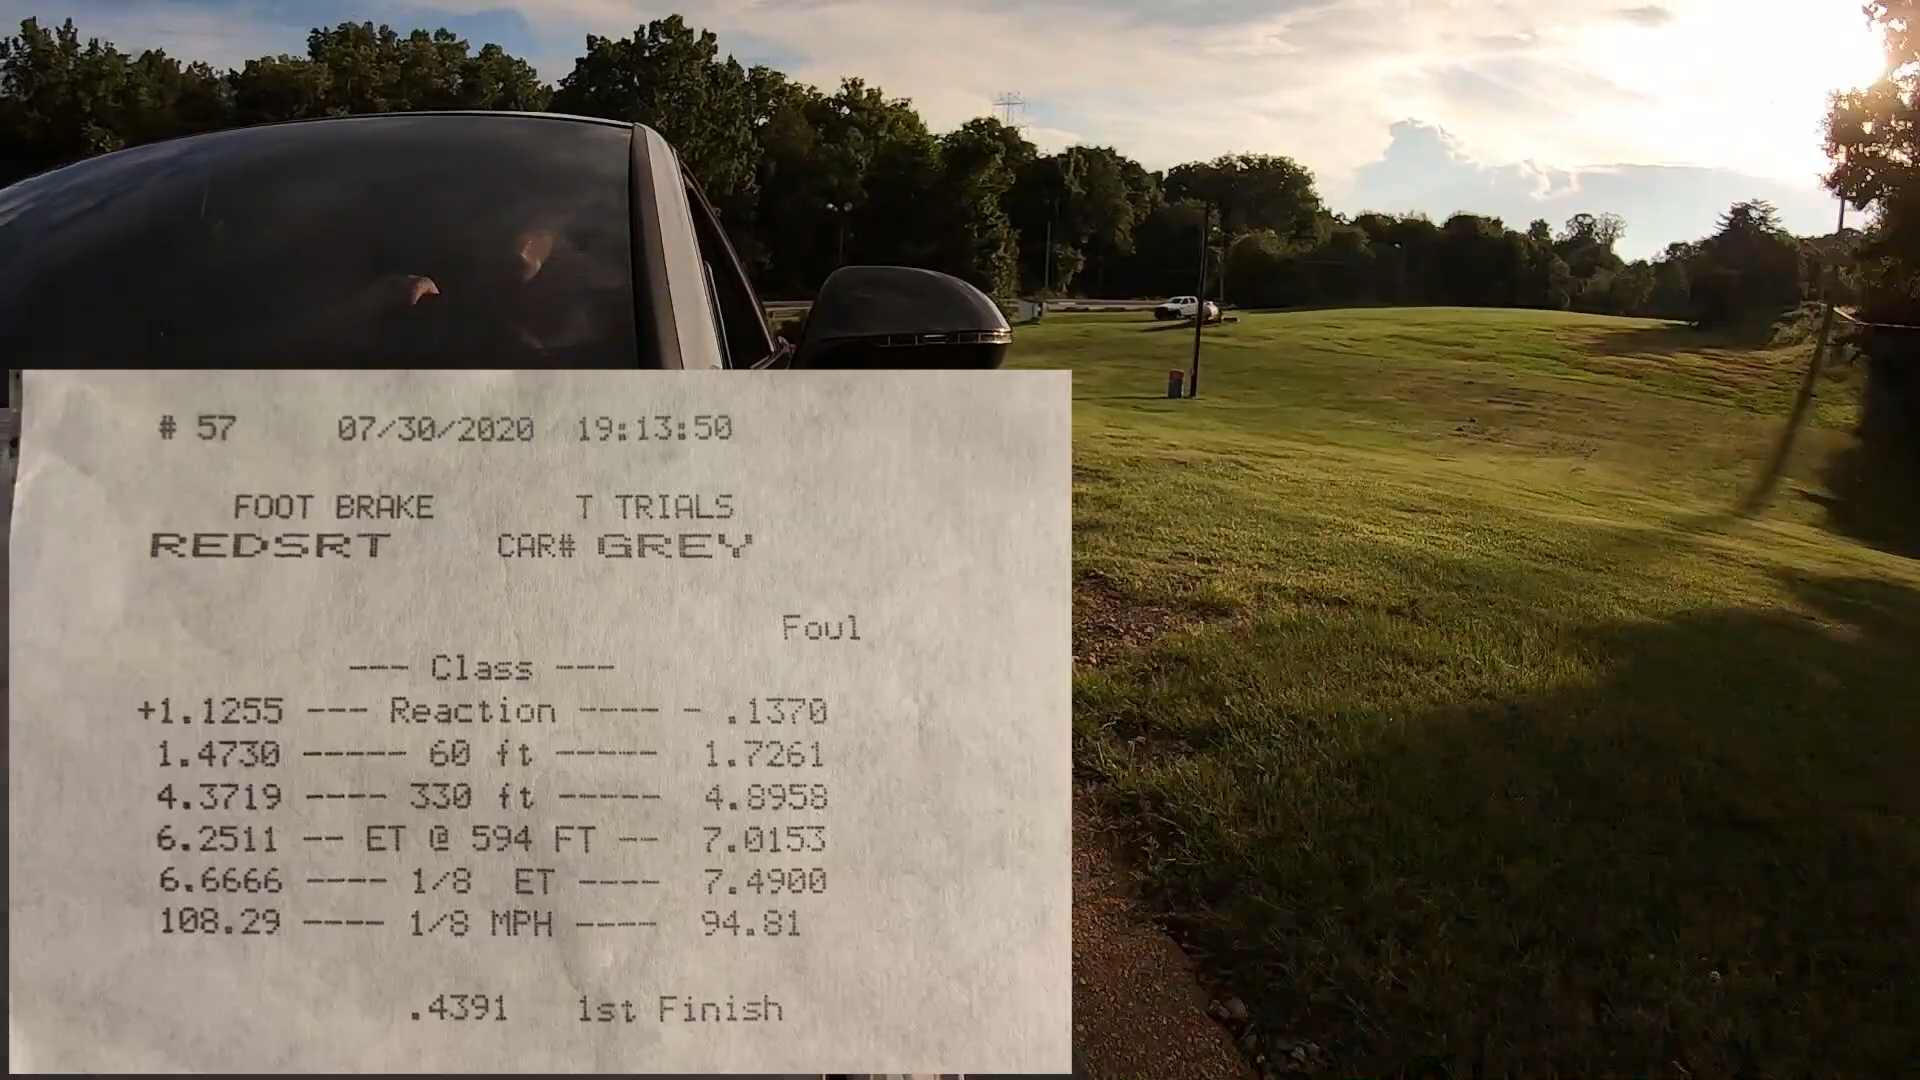 # 57 07/30/2020 19:13:50
FOOT BRAKE T TRIALS
REDSRT CAR# GREY
Foul
--- Class ---
+1.1255 --- Reaction ---- - .1370
1.4730 ----- 60 ft ----- 1.7261
4.3719 ---- 330 ft ----- 4.8958
6.2511 -- ET @ 594 FT -- 7.0153
6.6666 ---- 1/8 ET ---- 7.4900
108.29 ---- 1/8 MPH ---- 94.81
.4391 1st Finish